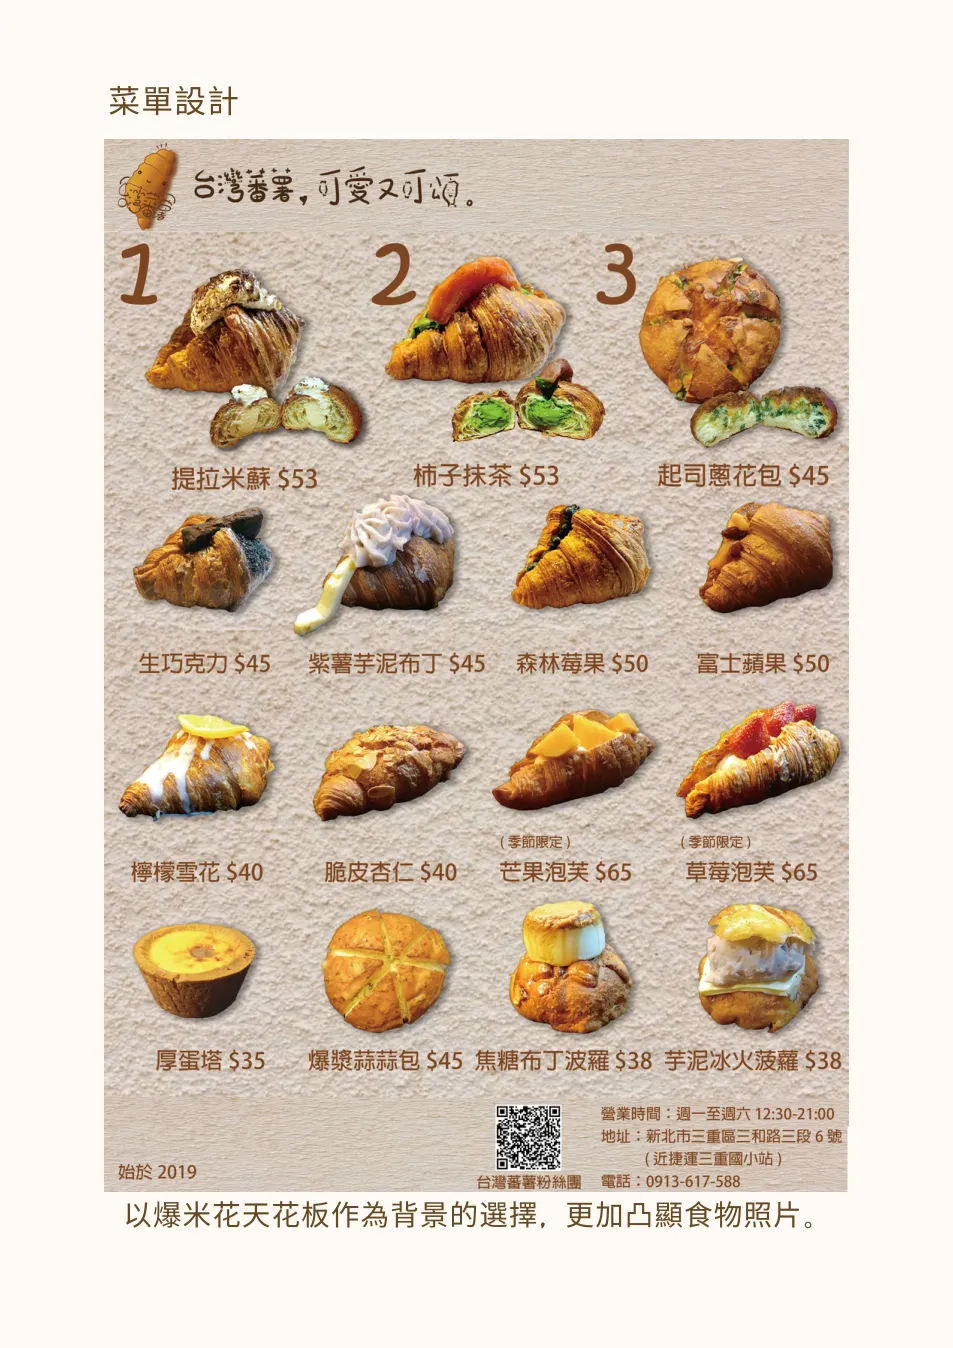 菜單設計
台灣蕃薯,可愛又可頌。
1
2
3
提拉米蘇 $53
柿子抹茶 $53
起司蔥花包 $45
生巧克力 $45
紫薯芋泥布丁 $45
森林莓果 $50
富士蘋果 $50
(季節限定)
(季節限定)
檸檬雪花 $40
脆皮杏仁 $40
芒果泡芙 $65
草莓泡芙 $65
厚蛋塔 $35
爆漿蒜蒜包 $45
焦糖布丁波羅 $38
芋泥冰火菠蘿 $38
營業時間：週一至週六 12:30-21:00
地址：新北市三重區三和路三段 6 號
(近捷運三重國小站)
始於 2019
台灣蕃薯粉絲團
電話：0913-617-588
以爆米花天花板作為背景的選擇，更加凸顯食物照片。